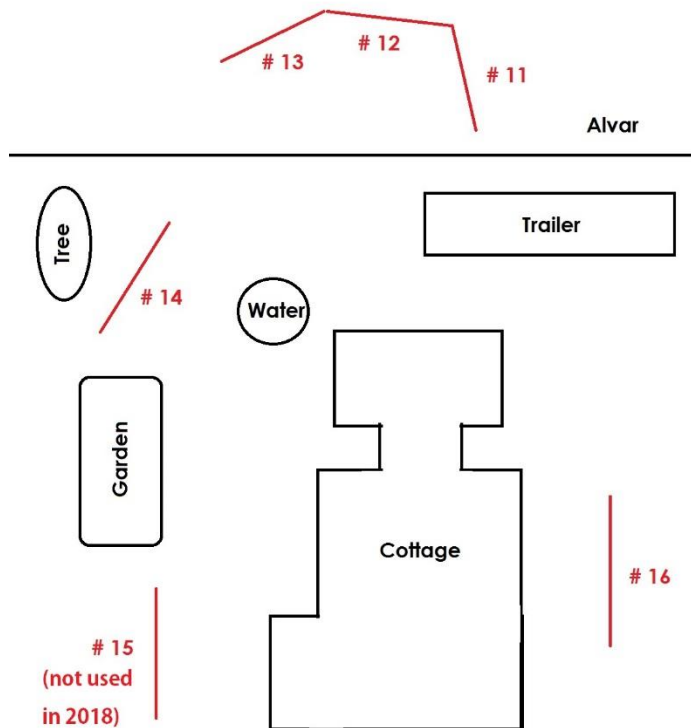 # 12
# 13
# 11
Alvar
Tree
Trailer
# 14
Water
Garden
Cottage
# 16
# 15
(not used
in 2018)